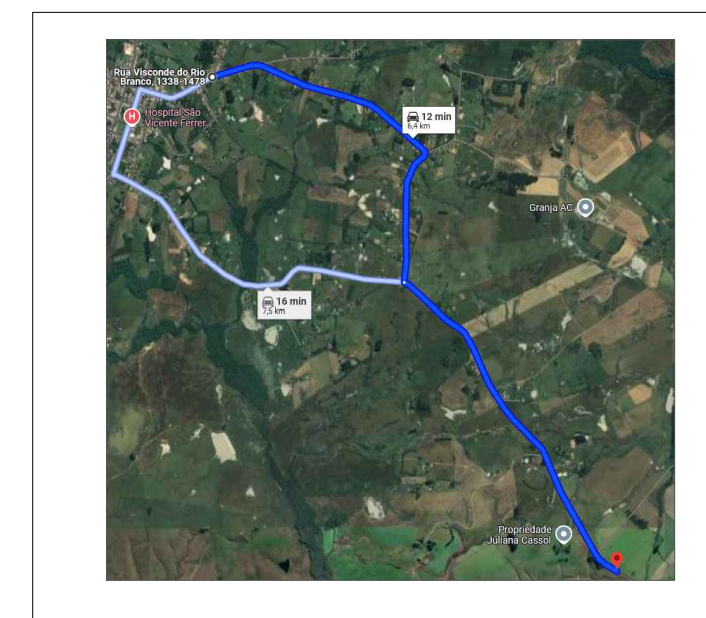 Rua Visconde do Rio
Branco, 1338-1478
H
Hospital São
Vicente Ferrer
12 min
6,4 km
Granja AC
16 min
7,5 km
Propriedade
Juliana Cassol